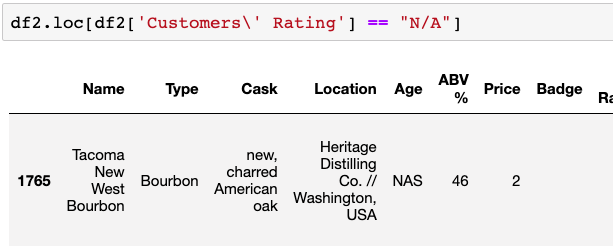 df2.loc[df2['Customers\' Rating'] == "N/A"]
Name Type Cask Location Age ABV % Price Badge Ra
1765 Tacoma New West Bourbon Bourbon new, charred American oak Heritage Distilling Co. // Washington, USA NAS 46 2